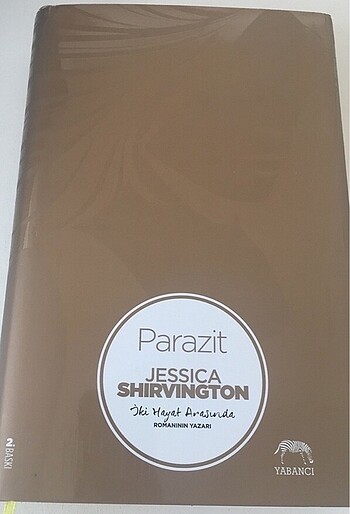 Parazit
JESSICA
SHIRVINGTON
İki Hayat Arasında
ROMANININ YAZARI
2. BASKI
YABANCI